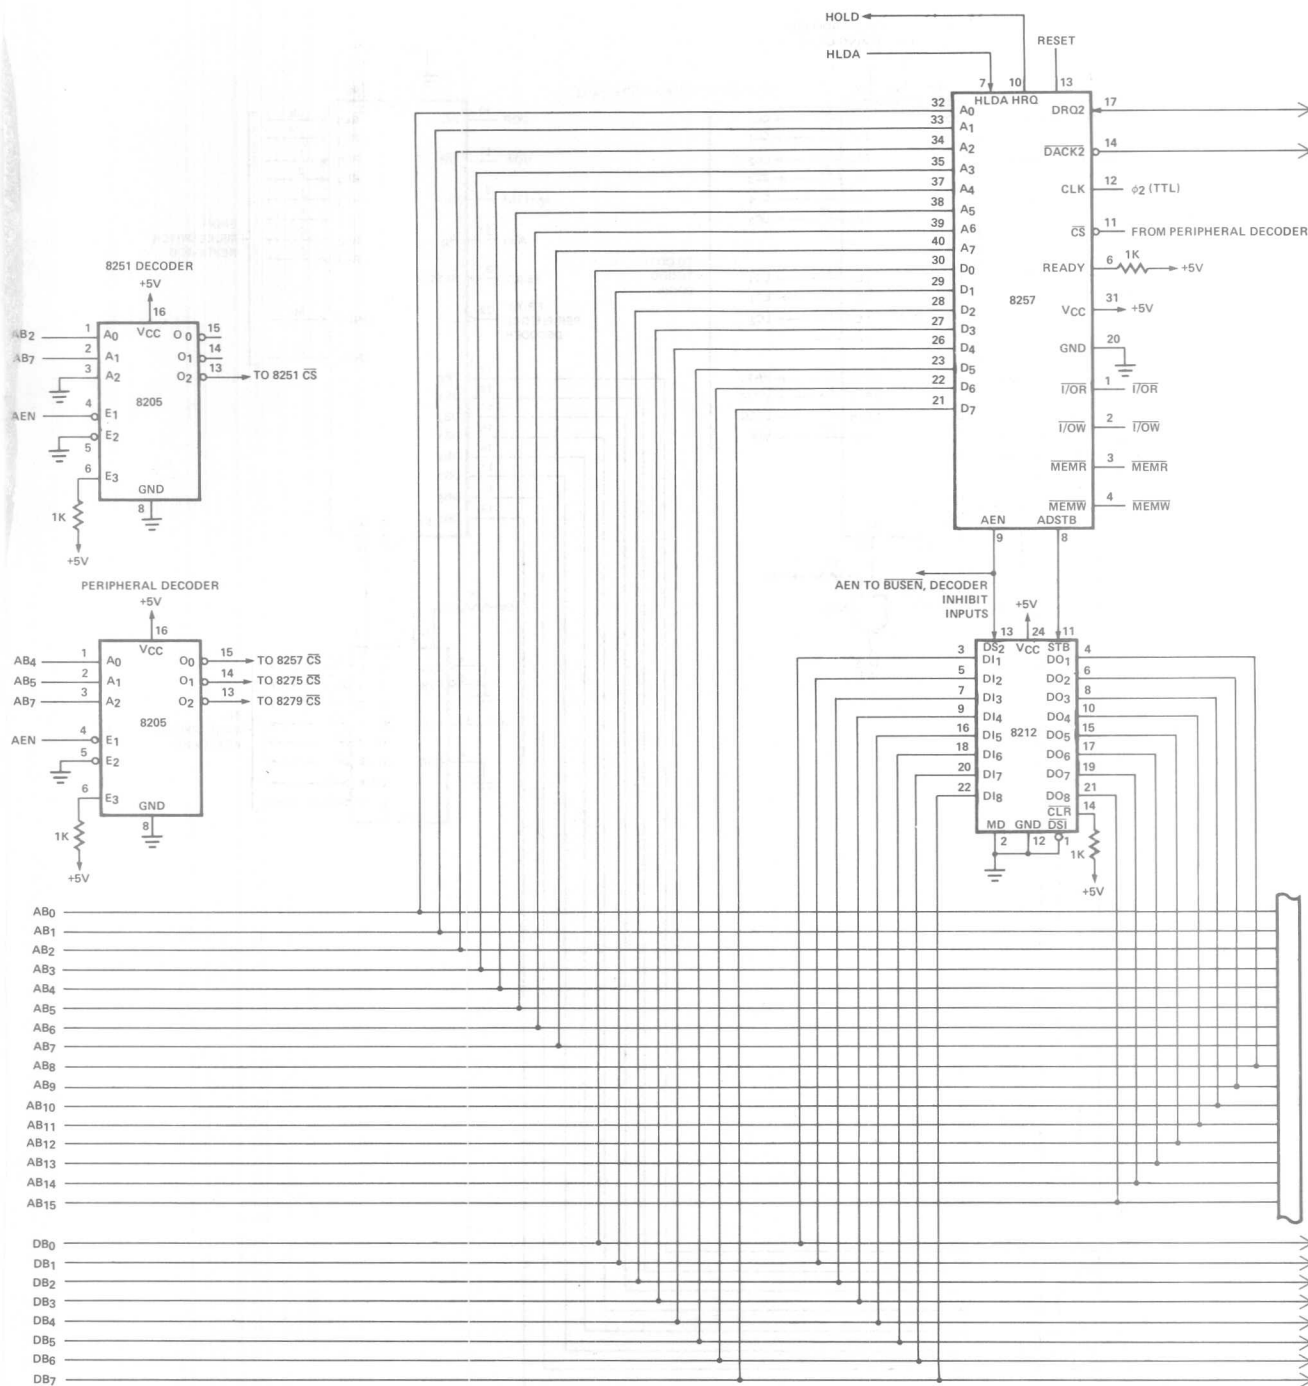 HOLD
HLDA
RESET
7 10 13
HLDA HRQ
32 A0
33 A1
34 A2
35 A3
37 A4
38 A5
39 A6
40 A7
30 D0
29 D1
28 D2
27 D3
26 D4
23 D5
22 D6
21 D7
8257
DRQ2 17
DACK2 14
CLK 12 φ2 (TTL)
CS 11 FROM PERIPHERAL DECODER
READY 6 1K +5V
VCC 31 +5V
GND 20
I/OR 1 I/OR
I/OW 2 I/OW
MEMR 3 MEMR
MEMW 4 MEMW
AEN ADSTB
9 8
8251 DECODER
+5V
16
AB2 1 A0 VCC O0 15
AB7 2 A1 O1 14
3 A2 O2 13 TO 8251 CS
8205
AEN 4 E1
E2
5
6 E3
GND
8
1K
+5V
PERIPHERAL DECODER
+5V
16
AB4 1 A0 VCC O0 15 TO 8257 CS
AB5 2 A1 O1 14 TO 8275 CS
AB7 3 A2 O2 13 TO 8279 CS
8205
AEN 4 E1
5 E2
6 E3
GND
8
1K
+5V
AEN TO BUSEN, DECODER
INHIBIT
INPUTS
+5V
13 24 11
DS2 VCC STB
3 DI1 DO1 4
5 DI2 DO2 6
7 DI3 DO3 8
9 DI4 DO4 10
8212
16 DI5 DO5 15
18 DI6 DO6 17
20 DI7 DO7 19
22 DI8 DO8 21
CLR 14
MD GND DSI
2 12 1
1K
+5V
AB0
AB1
AB2
AB3
AB4
AB5
AB6
AB7
AB8
AB9
AB10
AB11
AB12
AB13
AB14
AB15
DB0
DB1
DB2
DB3
DB4
DB5
DB6
DB7